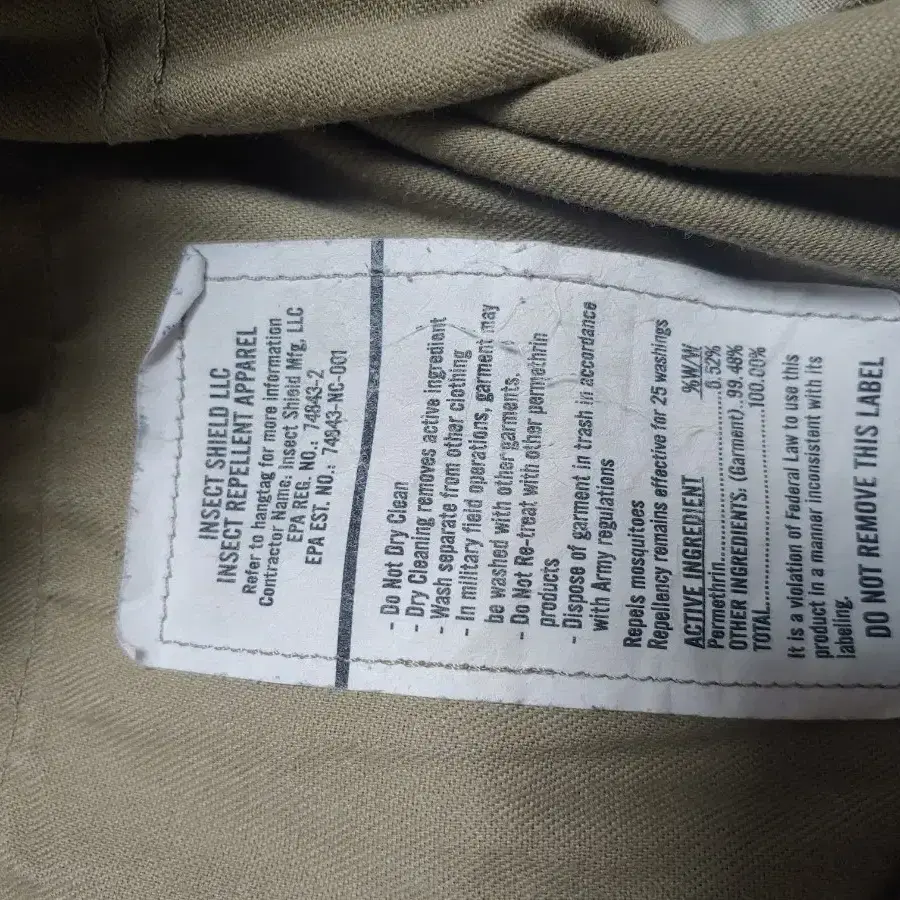 INSECT SHIELD LLC
INSECT REPELLENT APPAREL
Refer to hangtag for more information
Contractor Name: Insect Shield Mfg, LLC
EPA REG. NO.: 74843-2
EPA EST. NO.: 74943-NC-001
- Do Not Dry Clean
- Dry Cleaning removes active ingredient
- Wash separate from other clothing
- In military field operations, garment may
be washed with other garments.
- Do Not Re-treat with other permethrin
products
- Dispose of garment in trash in accordance
with Army regulations
Repels mosquitoes
Repellency remains effective for 25 washings
ACTIVE INGREDIENT %W/W
Permethrin..................0.52%
OTHER INGREDIENTS. (Garment)..99.48%
TOTAL..........................100.00%
It is a violation of Federal Law to use this
product in a manner inconsistent with its
labeling.
DO NOT REMOVE THIS LABEL